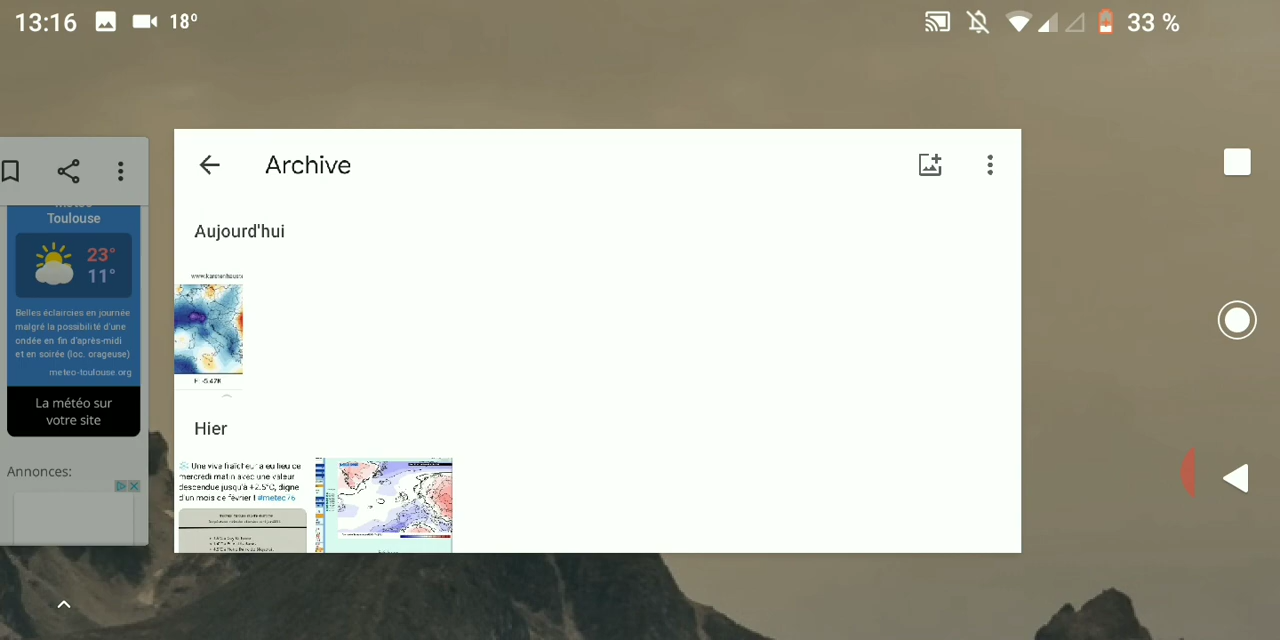 13:16
18°
33 %
Météo
Toulouse
23°
11°
Belles éclaircies en journée
malgré la possibilité d'une
ondée en fin d'après-midi
et en soirée (loc. orageuse)
meteo-toulouse.org
La météo sur
votre site
Annonces:
Archive
Aujourd'hui
Hier
Une vive fraîcheur a eu lieu ce
mercredi matin avec une valeur
descendue jusqu'à +2.5°C, digne
d'un mois de février ! #meteo76